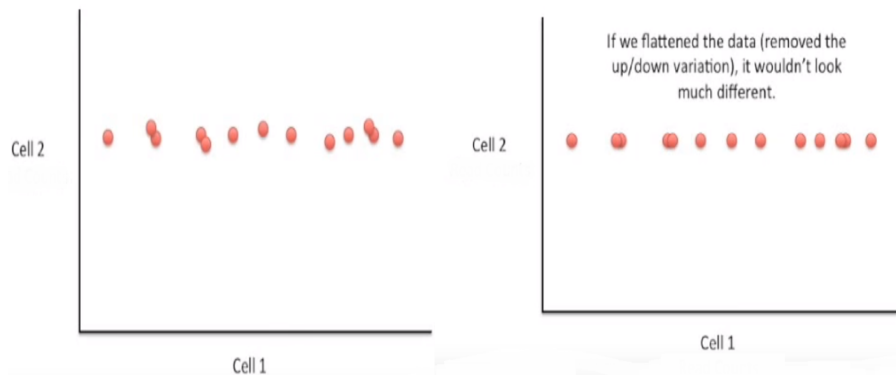 Cell 2
Cell 1
If we flattened the data (removed the
up/down variation), it wouldn't look
much different.
Cell 2
Cell 1